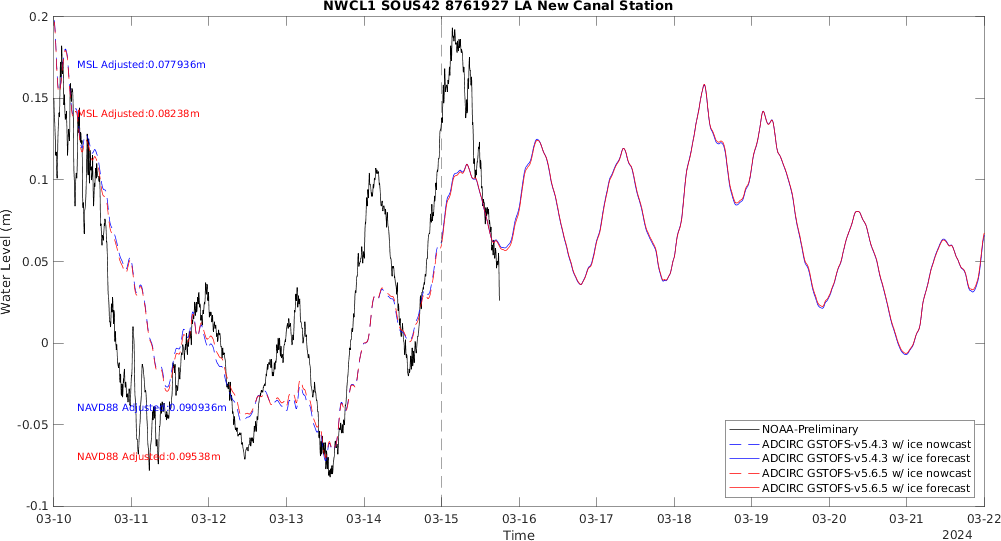 NWCL1 SOUS42 8761927 LA New Canal Station
0.2
0.15
0.1
0.05
0
-0.05
-0.1
Water Level (m)
MSL Adjusted:0.077936m
MSL Adjusted:0.08238m
NAVD88 Adjusted:0.090936m
NAVD88 Adjusted:0.09538m
NOAA-Preliminary
ADCIRC GSTOFS-v5.4.3 w/ ice nowcast
ADCIRC GSTOFS-v5.4.3 w/ ice forecast
ADCIRC GSTOFS-v5.6.5 w/ ice nowcast
ADCIRC GSTOFS-v5.6.5 w/ ice forecast
03-10 03-11 03-12 03-13 03-14 03-15 03-16 03-17 03-18 03-19 03-20 03-21 03-22
Time
2024